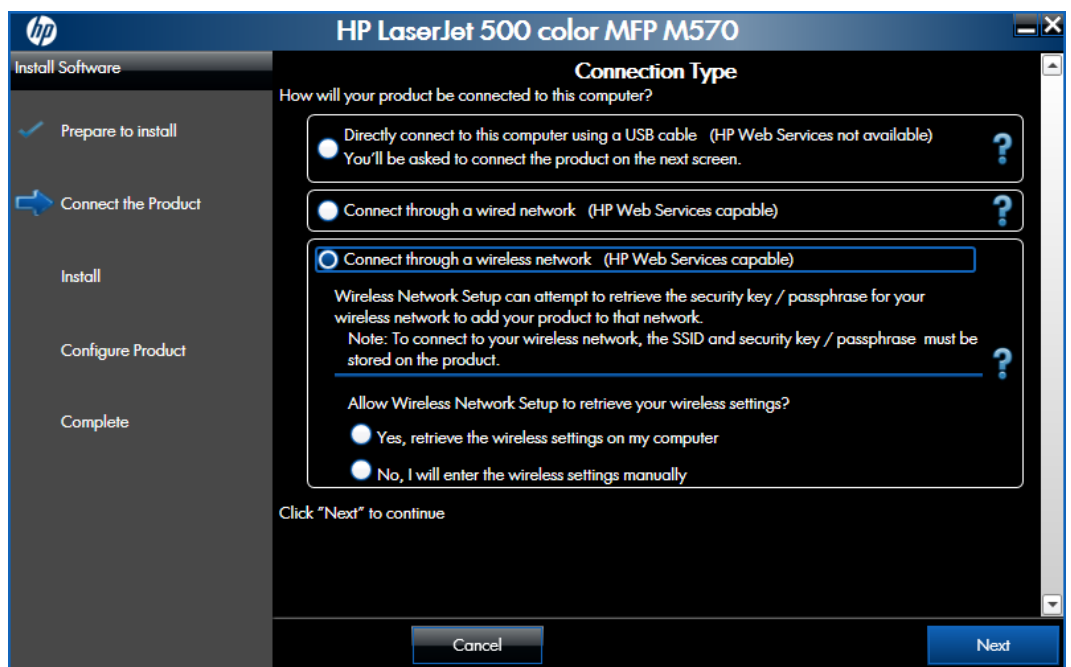 hp
HP LaserJet 500 color MFP M570
Install Software
Prepare to install
Connect the Product
Install
Configure Product
Complete
Connection Type
How will your product be connected to this computer?
Directly connect to this computer using a USB cable (HP Web Services not available)
You'll be asked to connect the product on the next screen.
?
Connect through a wired network (HP Web Services capable)
?
Connect through a wireless network (HP Web Services capable)
Wireless Network Setup can attempt to retrieve the security key / passphrase for your
wireless network to add your product to that network.
Note: To connect to your wireless network, the SSID and security key / passphrase must be
stored on the product.
?
Allow Wireless Network Setup to retrieve your wireless settings?
Yes, retrieve the wireless settings on my computer
No, I will enter the wireless settings manually
Click "Next" to continue
Cancel
Next